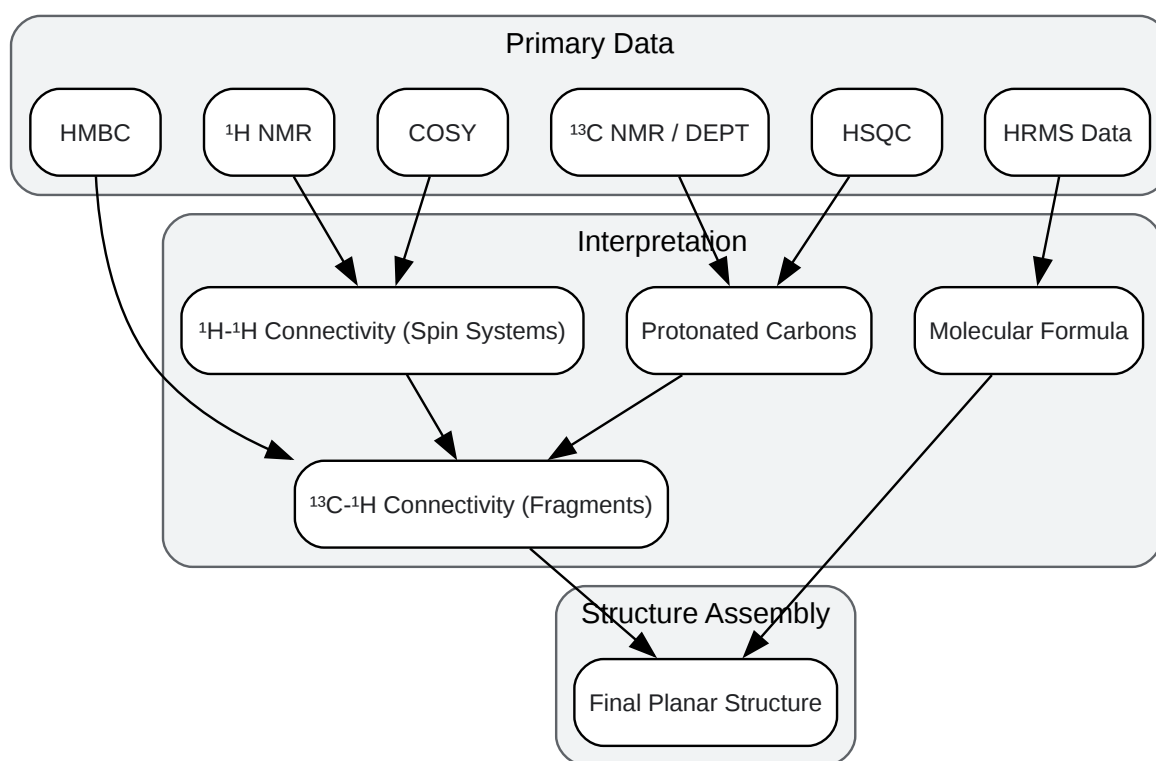 Primary Data
HMBC
¹H NMR
COSY
¹³C NMR / DEPT
HSQC
HRMS Data
Interpretation
¹H-¹H Connectivity (Spin Systems)
Protonated Carbons
Molecular Formula
¹³C-¹H Connectivity (Fragments)
Structure Assembly
Final Planar Structure